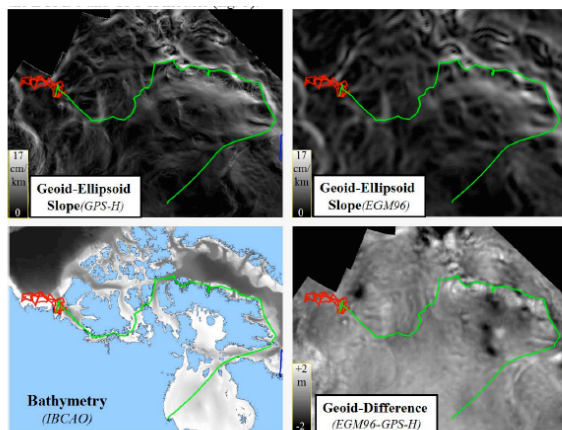 17
cm/
km
0
Geoid-Ellipsoid
Slope(GPS-H)
17
cm/
km
0
Geoid-Ellipsoid
Slope(EGM96)
Bathymetry
(IBCAO)
+2
m
-2
Geoid-Difference
(EGM96-GPS-H)